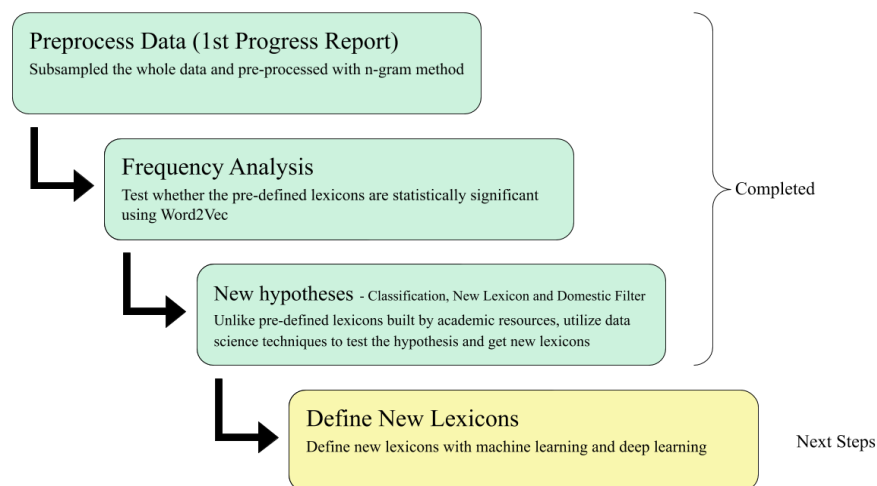 Preprocess Data (1st Progress Report)
Subsampled the whole data and pre-processed with n-gram method
Frequency Analysis
Test whether the pre-defined lexicons are statistically significant
using Word2Vec
Completed
New hypotheses - Classification, New Lexicon and Domestic Filter
Unlike pre-defined lexicons built by academic resources, utilize data
science techniques to test the hypothesis and get new lexicons
Define New Lexicons
Define new lexicons with machine learning and deep learning
Next Steps